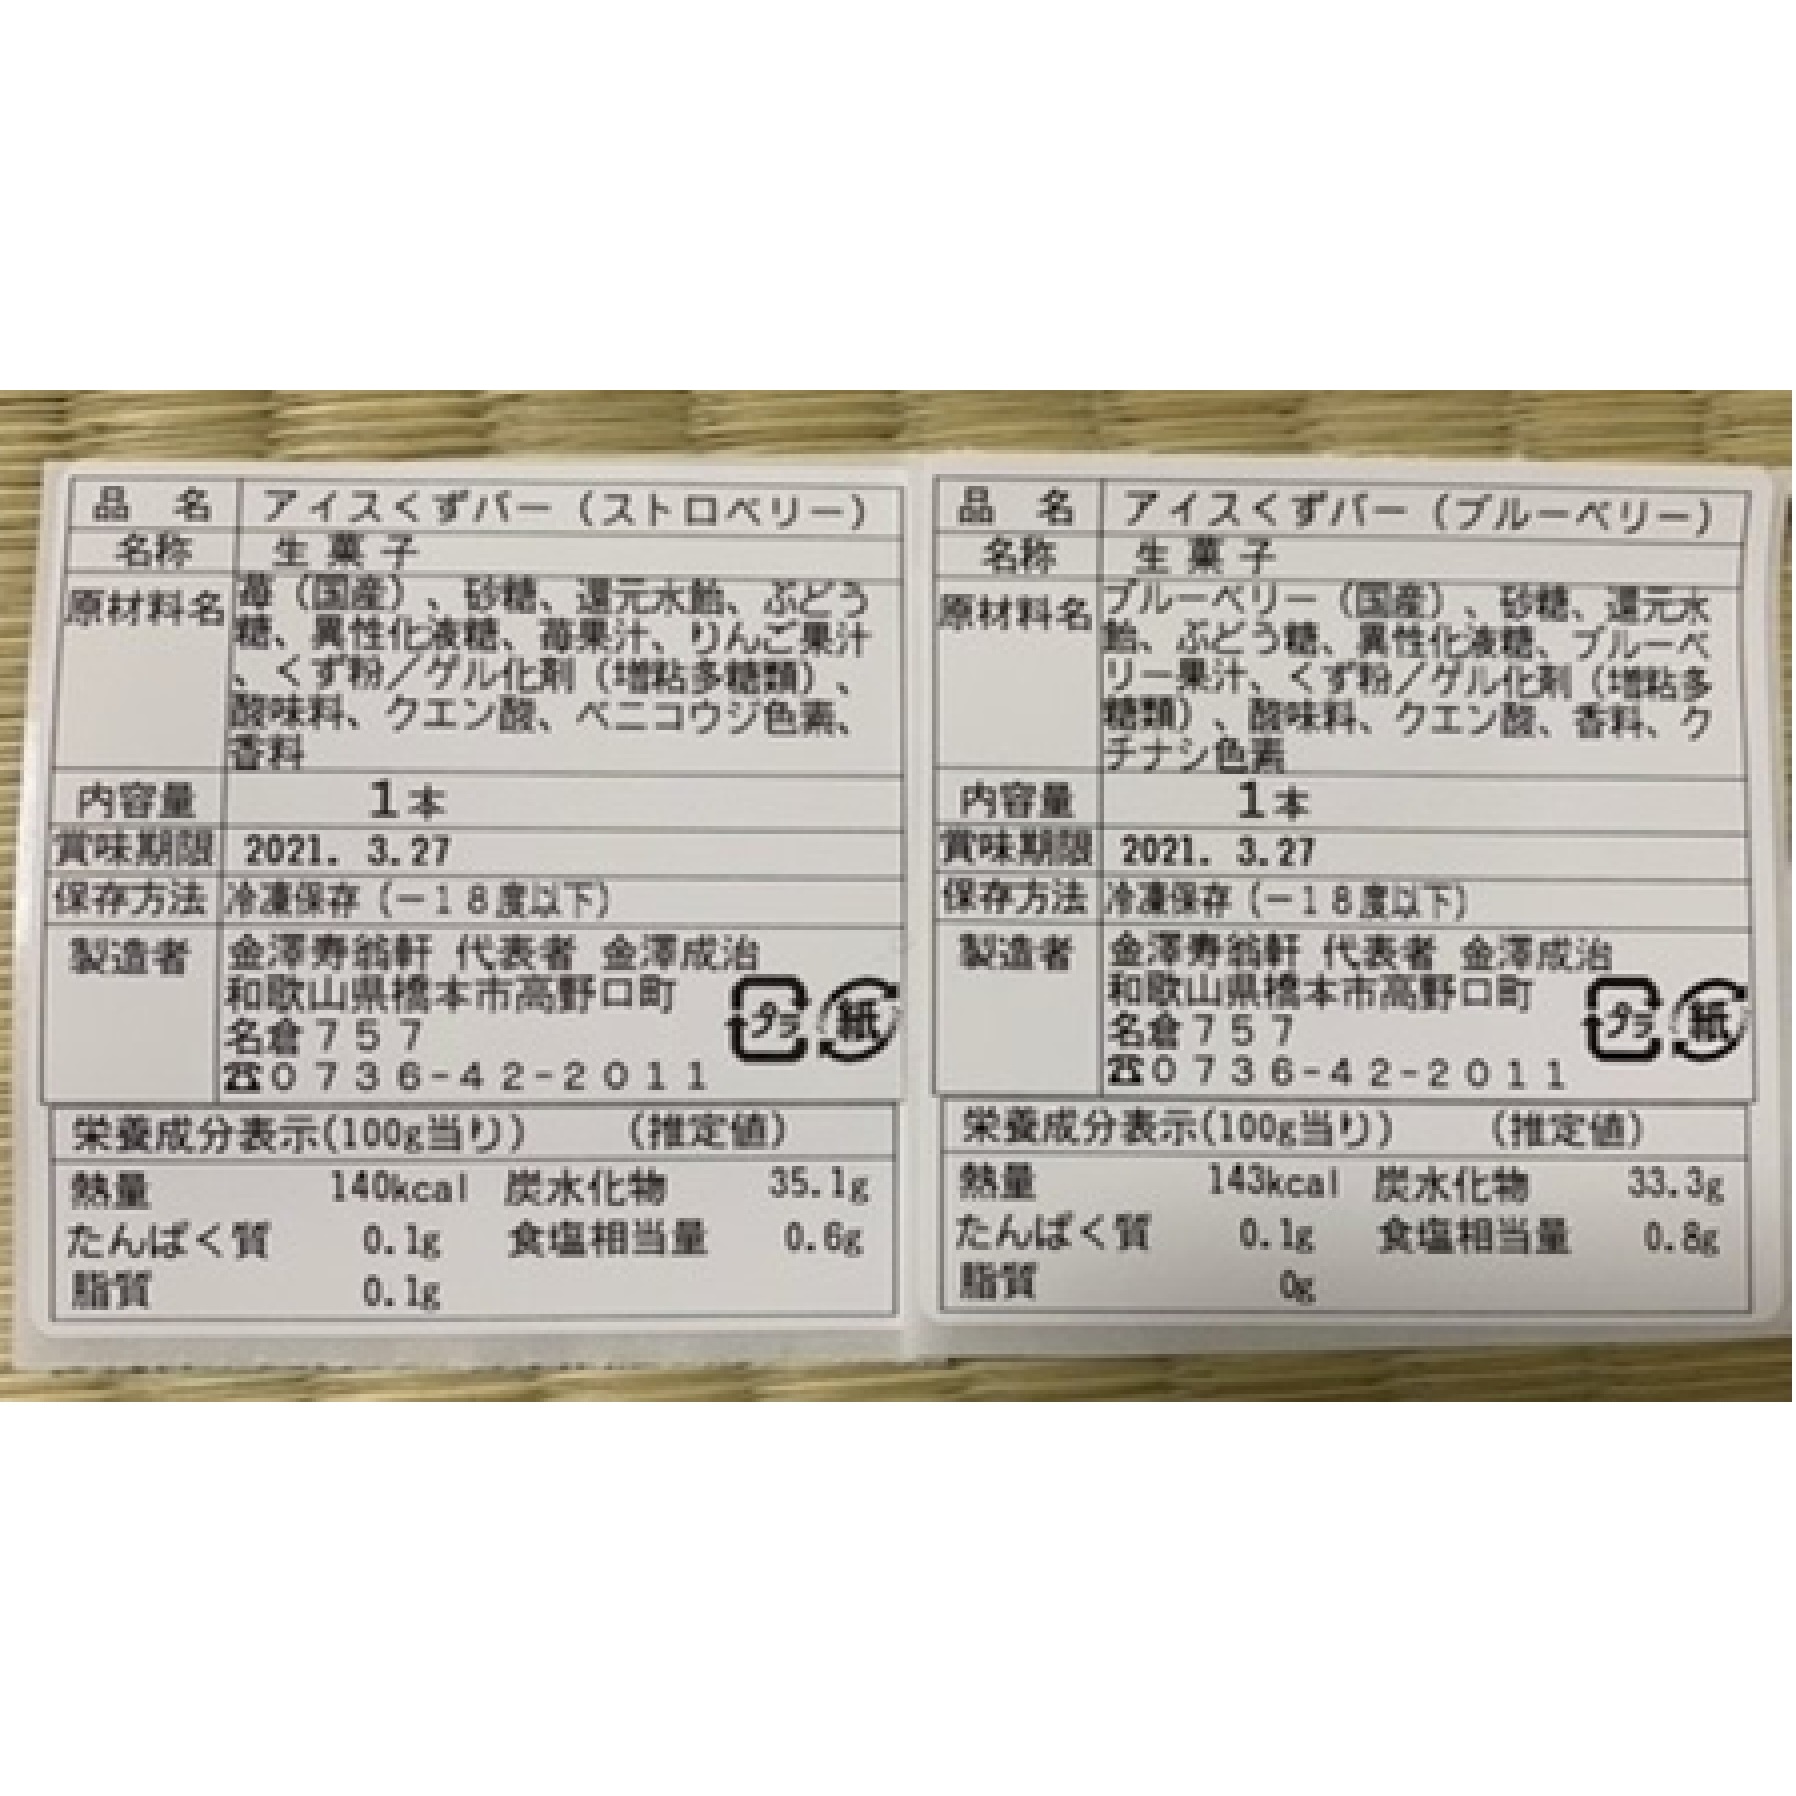 品 名 アイスくずバー（ストロベリー）
名称 生菓子
原材料名 苺（国産）、砂糖、還元水飴、ぶどう
糖、異性化液糖、苺果汁、りんご果汁
、くず粉／ゲル化剤（増粘多糖類）、
酸味料、クエン酸、ベニコウジ色素、
香料
内容量 1本
賞味期限 2021. 3.27
保存方法 冷凍保存（－１８度以下）
製造者 金澤寿翁軒 代表者 金澤成治
和歌山県橋本市高野口町
名倉７５７
☎０７３６-４２-２０１１
プラ 紙
栄養成分表示(100g当り) (推定値)
熱量 140kcal 炭水化物 35.1g
たんぱく質 0.1g 食塩相当量 0.6g
脂質 0.1g
品 名 アイスくずバー（ブルーベリー）
名称 生菓子
原材料名 ブルーベリー（国産）、砂糖、還元水
飴、ぶどう糖、異性化液糖、ブルーベ
リー果汁、くず粉／ゲル化剤（増粘多
糖類）、酸味料、クエン酸、香料、ク
チナシ色素
内容量 1本
賞味期限 2021. 3.27
保存方法 冷凍保存（－１８度以下）
製造者 金澤寿翁軒 代表者 金澤成治
和歌山県橋本市高野口町
名倉７５７
☎０７３６-４２-２０１１
プラ 紙
栄養成分表示(100g当り) (推定値)
熱量 143kcal 炭水化物 33.3g
たんぱく質 0.1g 食塩相当量 0.8g
脂質 0g